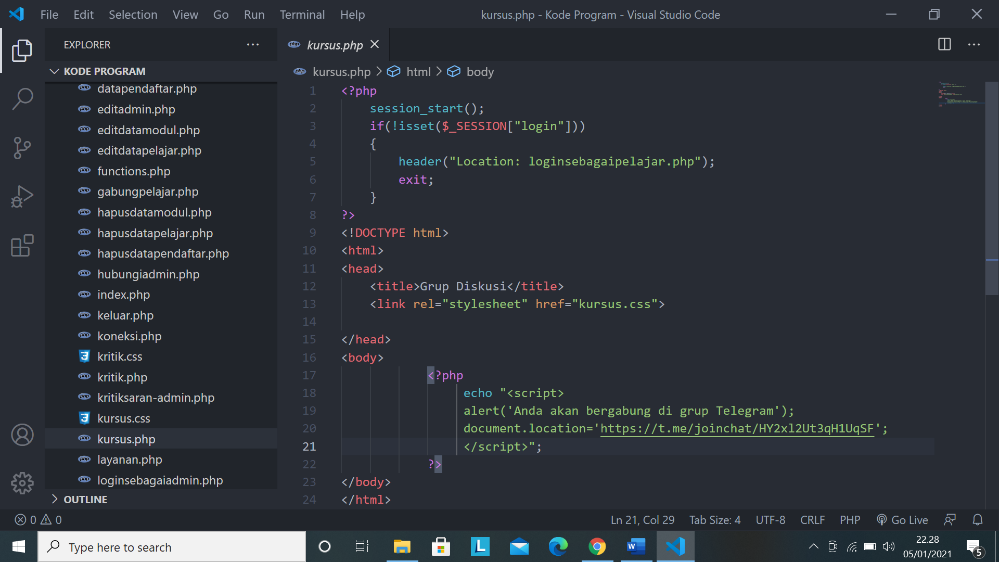 File Edit Selection View Go Run Terminal Help kursus.php - Kode Program - Visual Studio Code
EXPLORER
KODE PROGRAM
datapendaftar.php
editadmin.php
editdatamodul.php
editdatapelajar.php
functions.php
gabungpelajar.php
hapusdatamodul.php
hapusdatapelajar.php
hapusdatapendaftar.php
hubungiadmin.php
index.php
keluar.php
koneksi.php
kritik.css
kritik.php
kritiksaran-admin.php
kursus.css
kursus.php
layanan.php
loginsebagaiadmin.php
OUTLINE
kursus.php
kursus.php > html > body
1 <?php
2 session_start();
3 if(!isset($_SESSION["login"]))
4 {
5 header("Location: loginsebagaipelajar.php");
6 exit;
7 }
8 ?>
9 <!DOCTYPE html>
10 <html>
11 <head>
12 <title>Grup Diskusi</title>
13 <link rel="stylesheet" href="kursus.css">
14
15 </head>
16 <body>
17 <?php
18 echo "<script>
19 alert('Anda akan bergabung di grup Telegram');
20 document.location='https://t.me/joinchat/HY2xl2Ut3qH1UqSF';
21 </script>";
22 ?>
23 </body>
24 </html>
0 0 Ln 21, Col 29 Tab Size: 4 UTF-8 CRLF PHP Go Live
Type here to search
L
W
22.28
05/01/2021
5